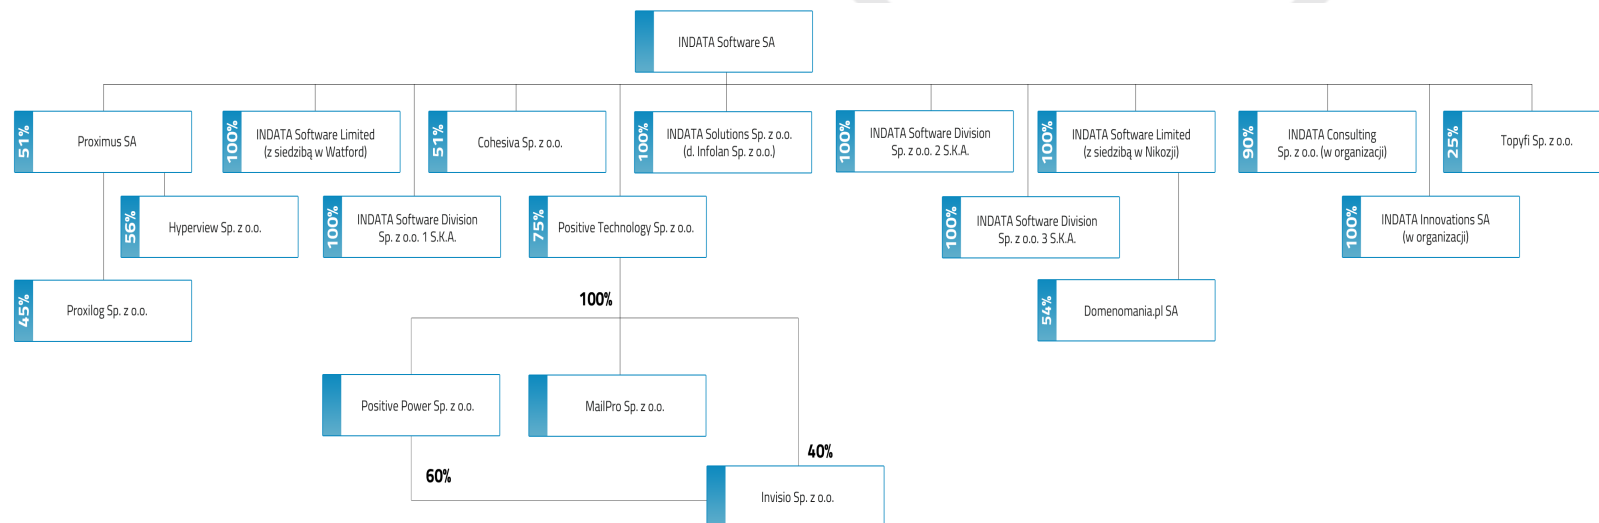 INDATA Software SA
51%
Proximus SA
100%
INDATA Software Limited
(z siedzibą w Watford)
51%
Cohesiva Sp. z o.o.
100%
INDATA Solutions Sp. z o.o.
(d. Infolan Sp. z o.o.)
100%
INDATA Software Division
Sp. z o.o. 2 S.K.A.
100%
INDATA Software Limited
(z siedzibą w Nikozji)
90%
INDATA Consulting
Sp. z o.o. (w organizacji)
25%
Topyfi Sp. z o.o.
56%
Hyperview Sp. z o.o.
100%
INDATA Software Division
Sp. z o.o. 1 S.K.A.
75%
Positive Technology Sp. z o.o.
100%
INDATA Software Division
Sp. z o.o. 3 S.K.A.
100%
INDATA Innovations SA
(w organizacji)
45%
Proxilog Sp. z o.o.
100%
54%
Domenomania.pl SA
Positive Power Sp. z o.o.
MailPro Sp. z o.o.
40%
60%
Invisio Sp. z o.o.